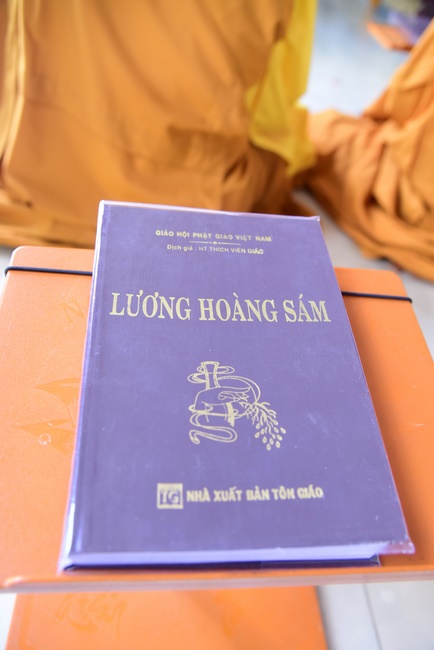 GIÁO HỘI PHẬT GIÁO VIỆT NAM
Dịch giả : HT.THÍCH VIÊN GIÁC
LƯƠNG HOÀNG SÁM
TG NHÀ XUẤT BẢN TÔN GIÁO